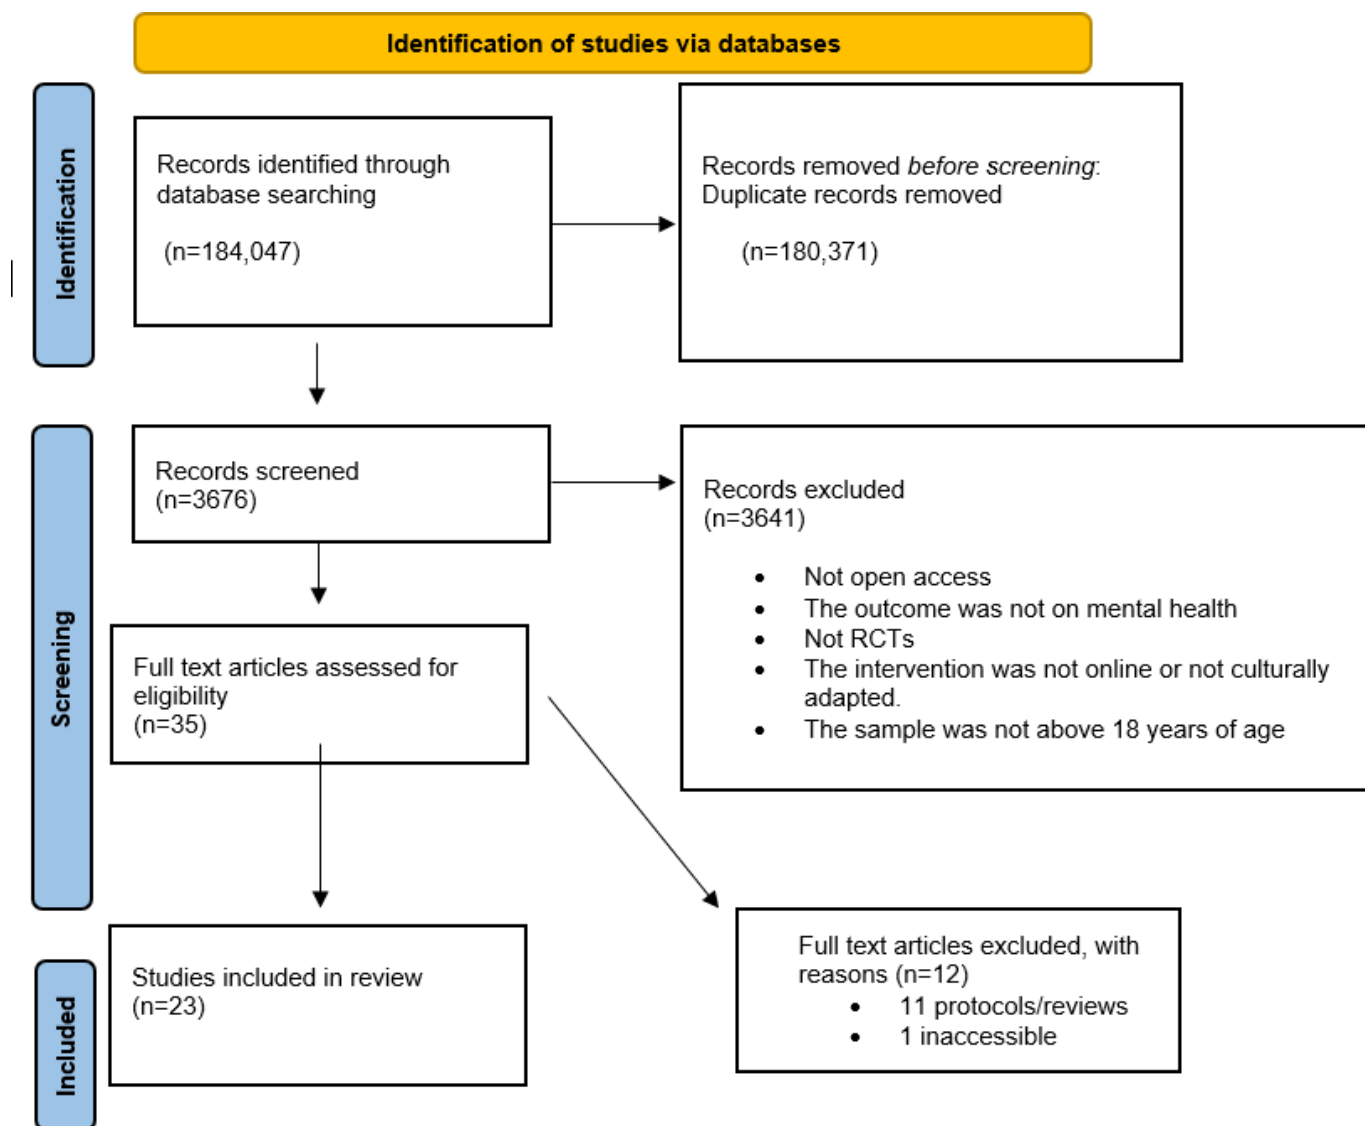 Identification of studies via databases
Identification
Records identified through
database searching
(n=184,047)
Records removed before screening:
Duplicate records removed
(n=180,371)
Screening
Records screened
(n=3676)
Records excluded
(n=3641)
• Not open access
• The outcome was not on mental health
• Not RCTs
• The intervention was not online or not culturally
adapted.
• The sample was not above 18 years of age
Full text articles assessed for
eligibility
(n=35)
Full text articles excluded, with
reasons (n=12)
• 11 protocols/reviews
• 1 inaccessible
Included
Studies included in review
(n=23)